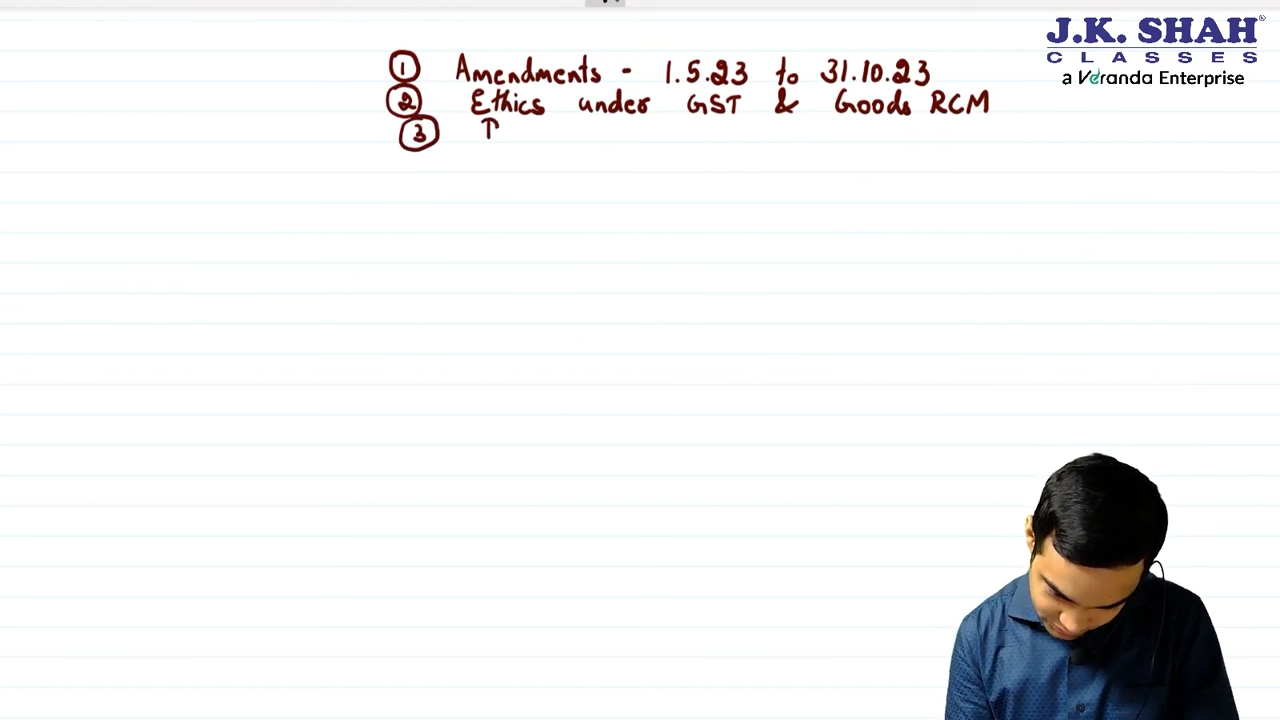 J.K. SHAH®
CLASSES
a Veranda Enterprise
1 Amendments - 1.5.23 to 31.10.23
2 Ethics under GST & Goods RCM
3